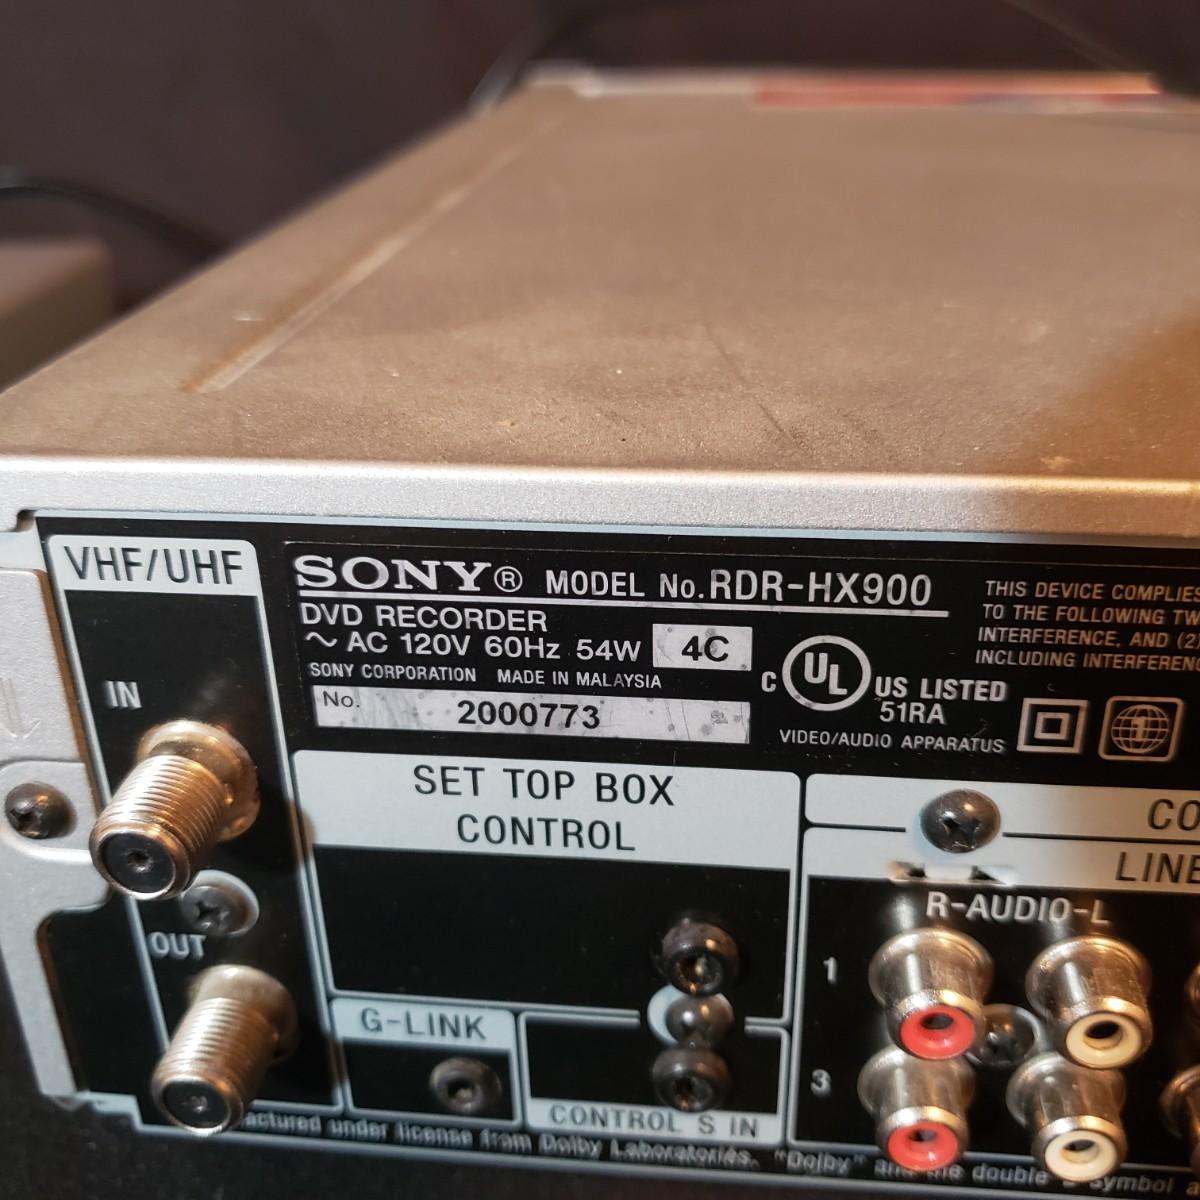 VHF/UHF
IN
OUT
SONY® MODEL No. RDR-HX900
DVD RECORDER
~ AC 120V 60Hz 54W 4C
SONY CORPORATION MADE IN MALAYSIA
No. 2000773
C UL US LISTED
51RA
VIDEO/AUDIO APPARATUS
1
THIS DEVICE COMPLIES
TO THE FOLLOWING TW
INTERFERENCE, AND (2)
INCLUDING INTERFEREN
SET TOP BOX
CONTROL
G-LINK
CONTROL S IN
CO
LINE
R-AUDIO-L
1
3
actured under license from Dolby Laboratories. "Dolby" and the double symbol a